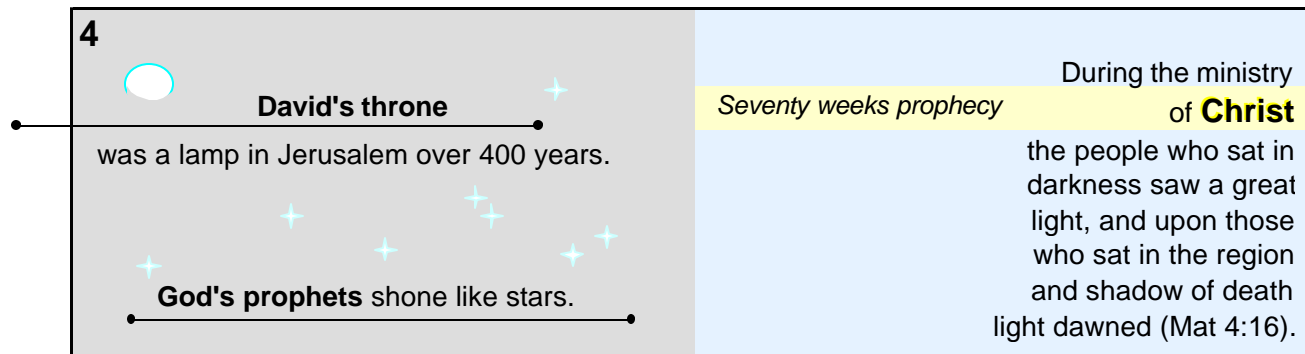 4
David's throne
was a lamp in Jerusalem over 400 years.
God's prophets shone like stars.
Seventy weeks prophecy
During the ministry
of Christ
the people who sat in
darkness saw a great
light, and upon those
who sat in the region
and shadow of death
light dawned (Mat 4:16).